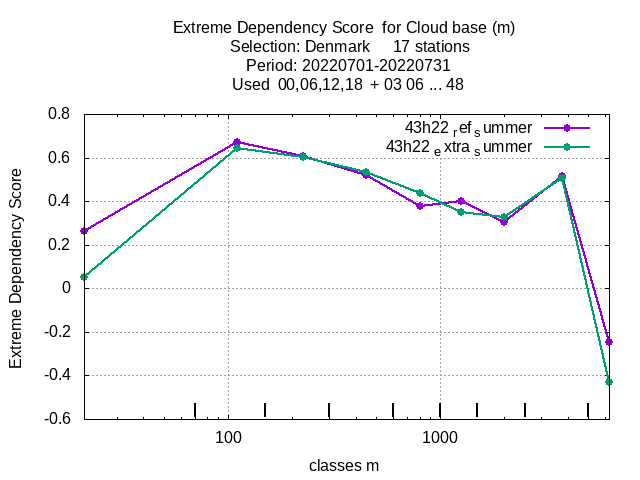 Extreme Dependency Score  for Cloud base (m)
Selection: Denmark     17 stations
Period: 20220701-20220731
Used  00,06,12,18  + 03 06 ... 48
43h22 ref summer
43h22 extra summer
0.8
0.6
0.4
0.2
0
-0.2
-0.4
-0.6
Extreme Dependency Score
100
1000
classes m